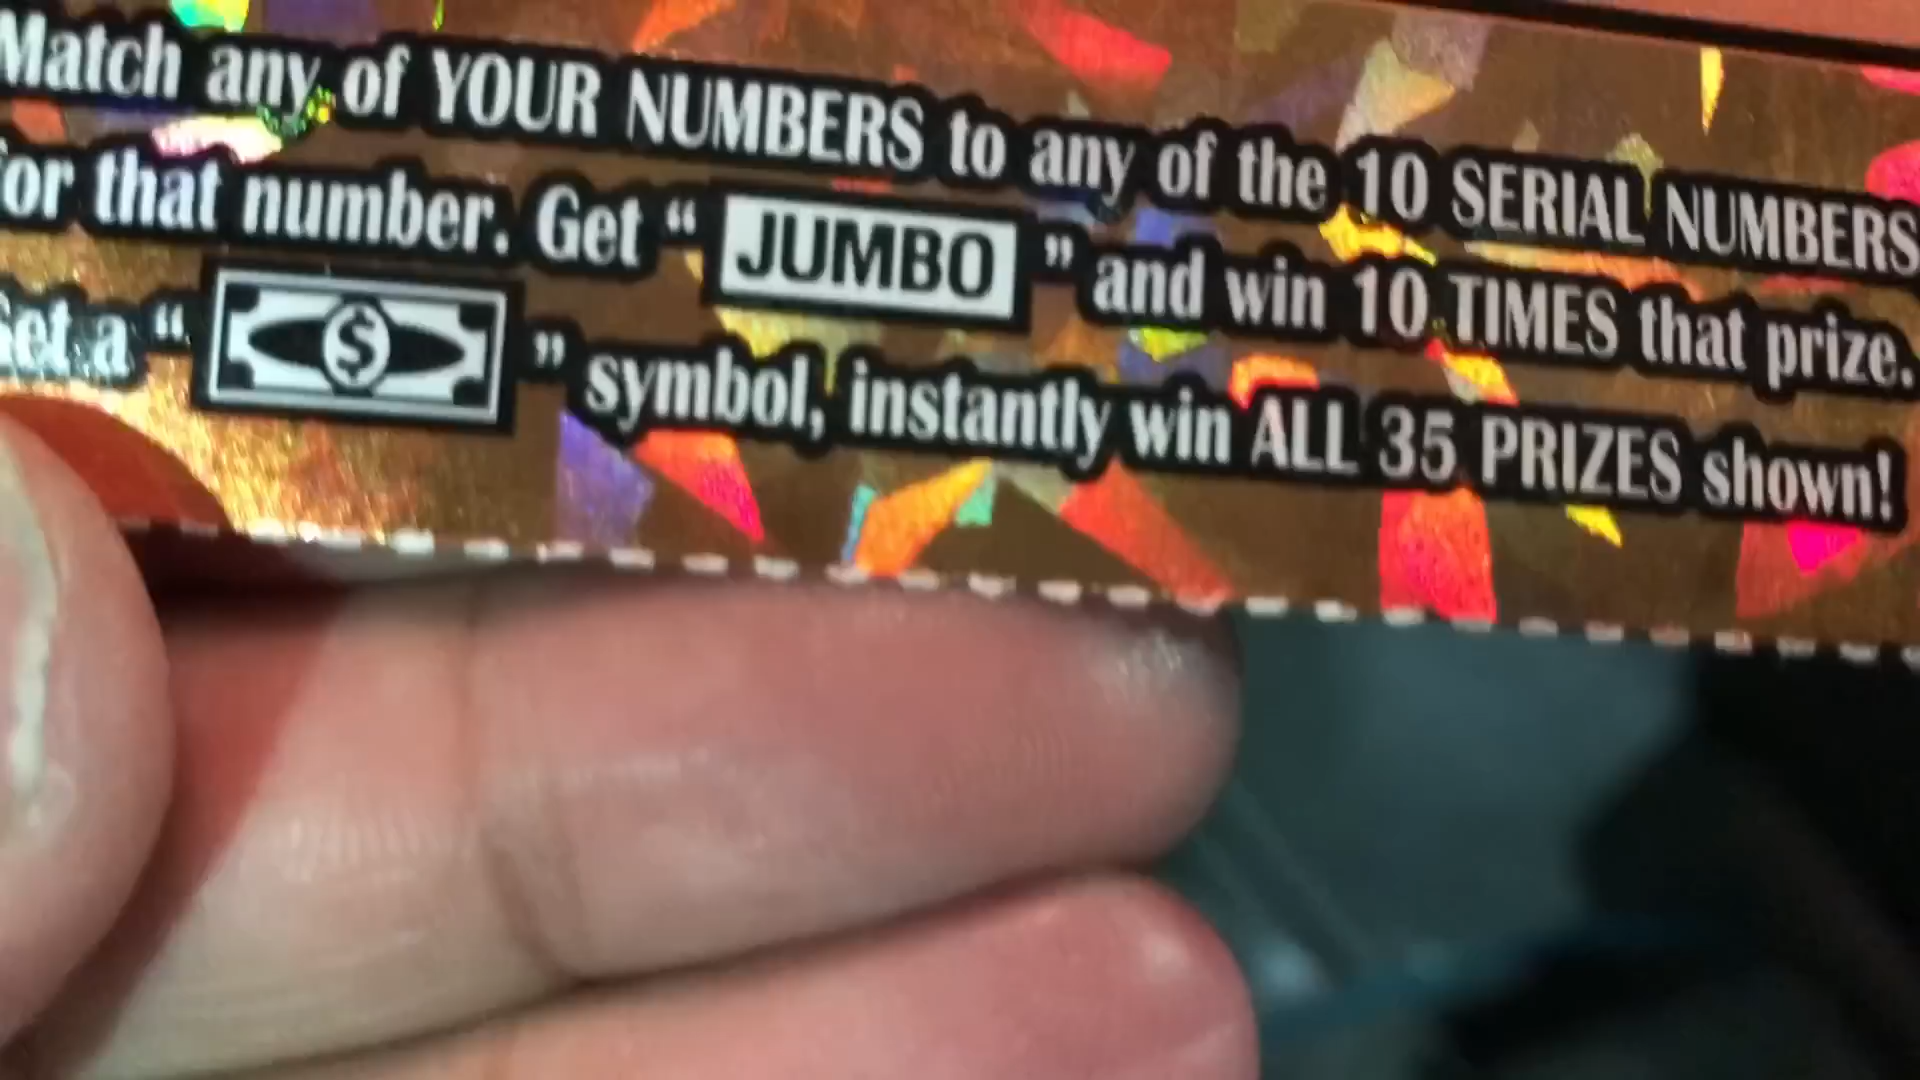 Match any of YOUR NUMBERS to any of the 10 SERIAL NUMBERS
for that number. Get “ JUMBO ” and win 10 TIMES that prize.
Get a “ $ ” symbol, instantly win ALL 35 PRIZES shown!